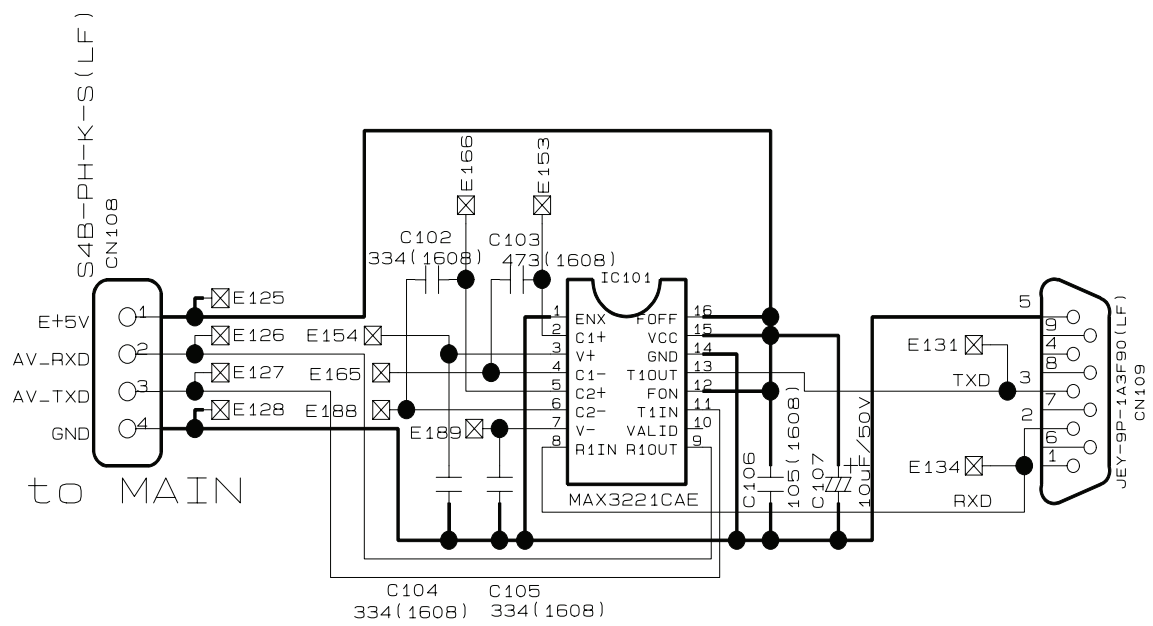 S4B-PH-K-S(LF)
CN108
E+5V
AV_RXD
AV_TXD
GND
1
2
3
4
E125
E126
E127
E128
to MAIN
E166
E153
C102
334(1608)
C103
473(1608)
E154
E165
E188
E189
IC101
1 ENX FOFF 16
2 C1+ VCC 15
3 V+ GND 14
4 C1- T1OUT 13
5 C2+ FON 12
6 C2- T1IN 11
7 V- VALID 10
8 R1IN R1OUT 9
MAX3221CAE
C106
105(1608)
C107
+
10uF/50V
C104
334(1608)
C105
334(1608)
E131
TXD
E134
RXD
5
9
4
8
3
7
2
6
1
JEY-9P-1A3F90(LF)
CN109